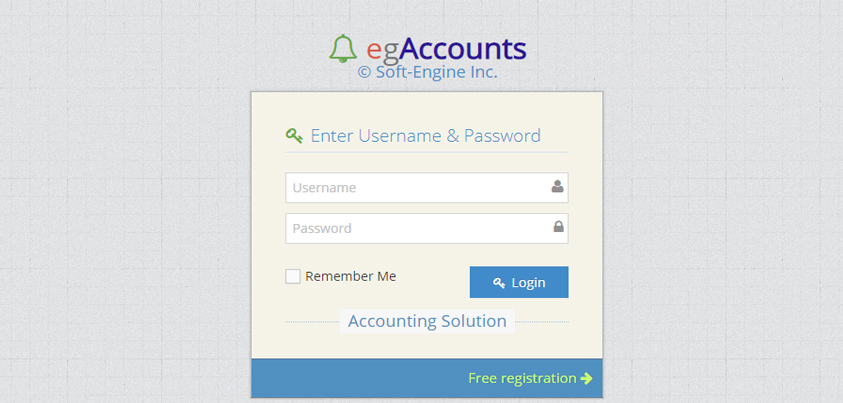 egAccounts
© Soft-Engine Inc.
Enter Username & Password
Username
Password
Remember Me
Login
Accounting Solution
Free registration